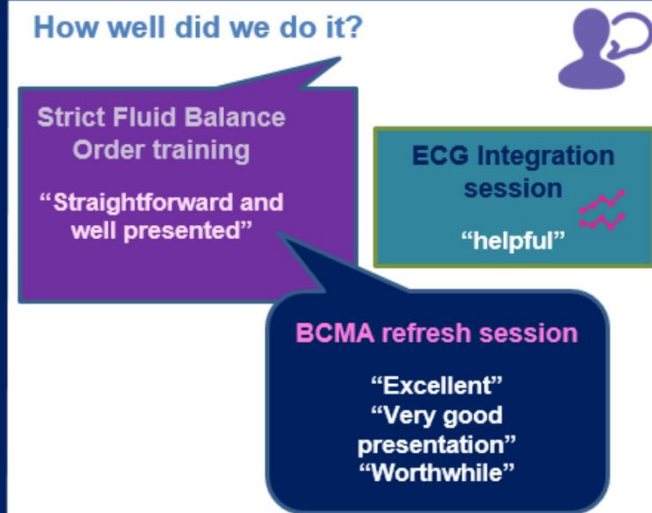 How well did we do it?
Strict Fluid Balance
Order training
“Straightforward and
well presented”
ECG Integration
session
“helpful”
BCMA refresh session
“Excellent”
“Very good
presentation”
“Worthwhile”